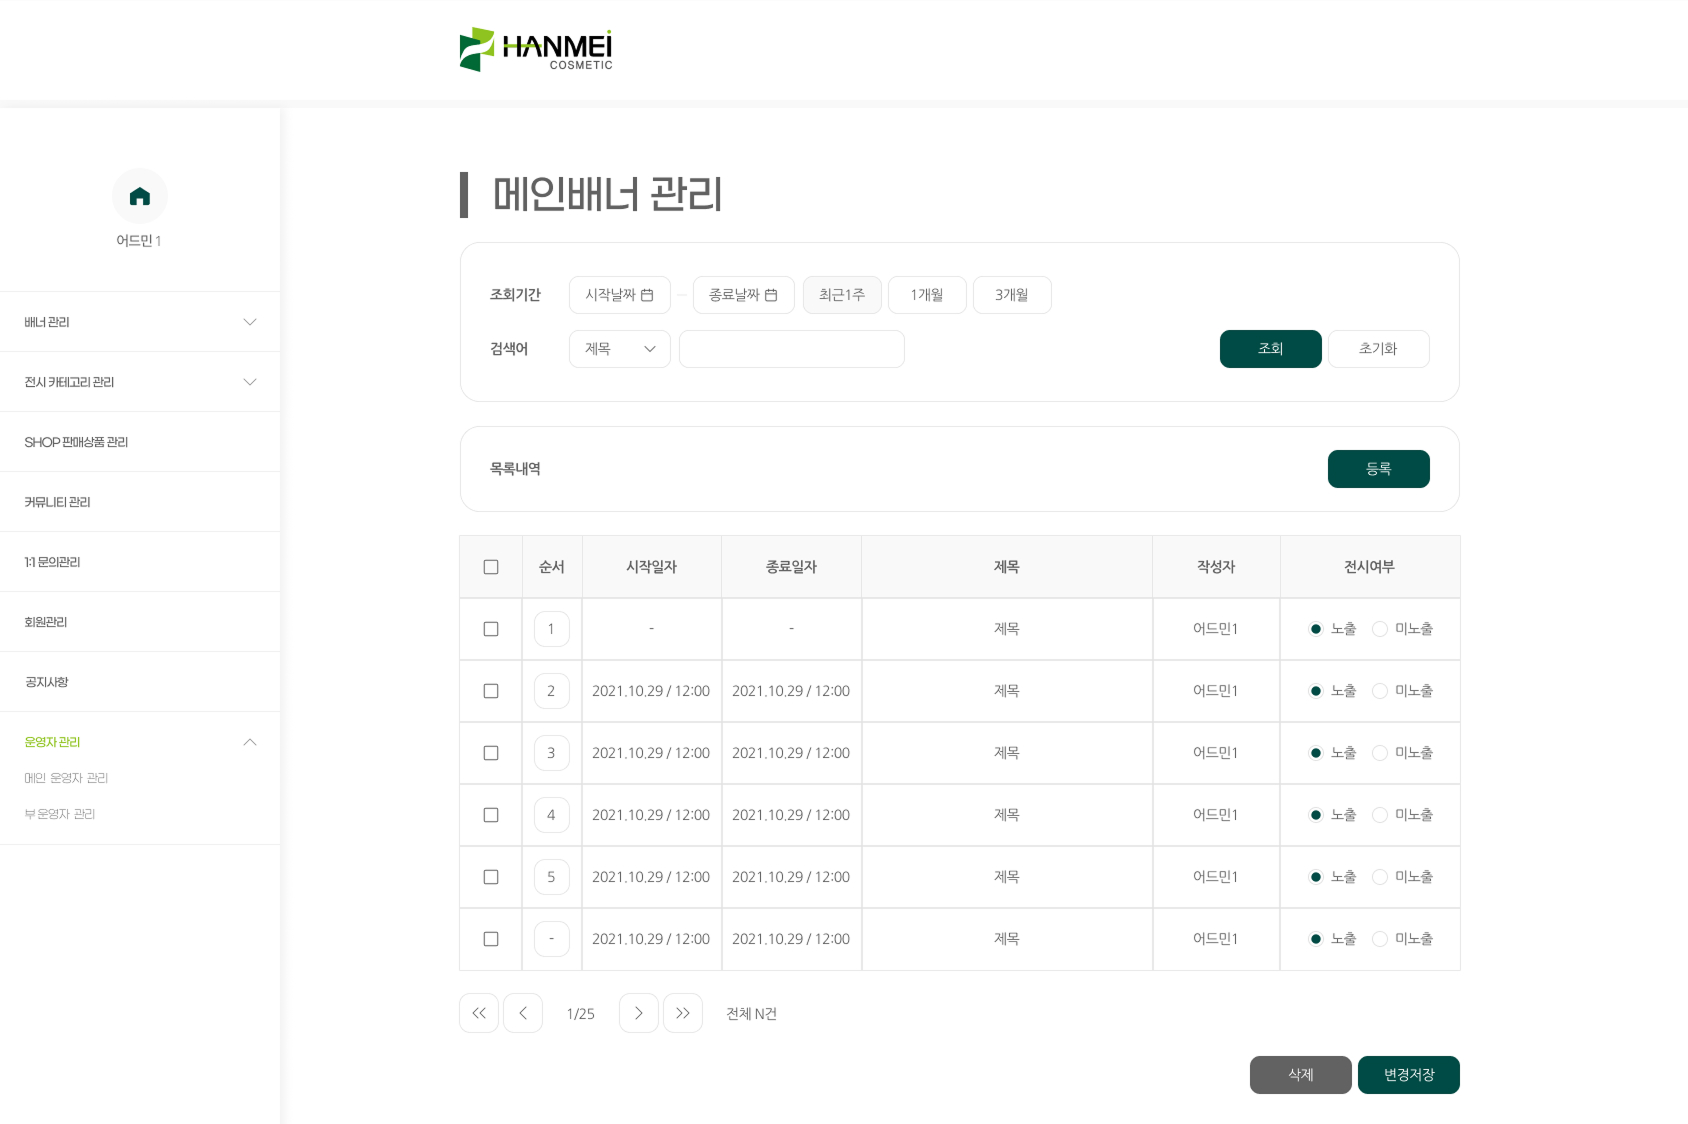 HANMEI
COSMETIC
어드민 1
배너 관리
전시 카테고리 관리
SHOP 판매상품 관리
커뮤니티 관리
1:1 문의관리
회원관리
공지사항
운영자 관리
메인 운영자 관리
부 운영자 관리
메인배너 관리
조회기간 시작날짜 - 종료날짜 최근1주 1개월 3개월
검색어 제목 조회 초기화
목록내역 등록
순서 시작일자 종료일자 제목 작성자 전시여부
1 - - 제목 어드민1 노출 미노출
2 2021.10.29 / 12:00 2021.10.29 / 12:00 제목 어드민1 노출 미노출
3 2021.10.29 / 12:00 2021.10.29 / 12:00 제목 어드민1 노출 미노출
4 2021.10.29 / 12:00 2021.10.29 / 12:00 제목 어드민1 노출 미노출
5 2021.10.29 / 12:00 2021.10.29 / 12:00 제목 어드민1 노출 미노출
- 2021.10.29 / 12:00 2021.10.29 / 12:00 제목 어드민1 노출 미노출
1/25 전체 N건
삭제 변경저장